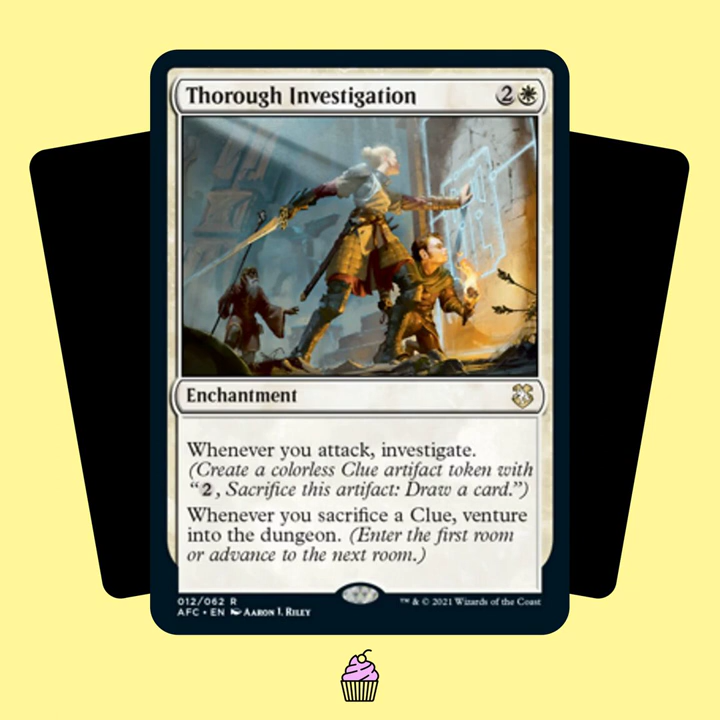 Thorough Investigation 2
Enchantment
Whenever you attack, investigate.
(Create a colorless Clue artifact token with
“2, Sacrifice this artifact: Draw a card.”)
Whenever you sacrifice a Clue, venture
into the dungeon. (Enter the first room
or advance to the next room.)
012/062 R
AFC • EN Aaron J. Riley
™ & © 2021 Wizards of the Coast